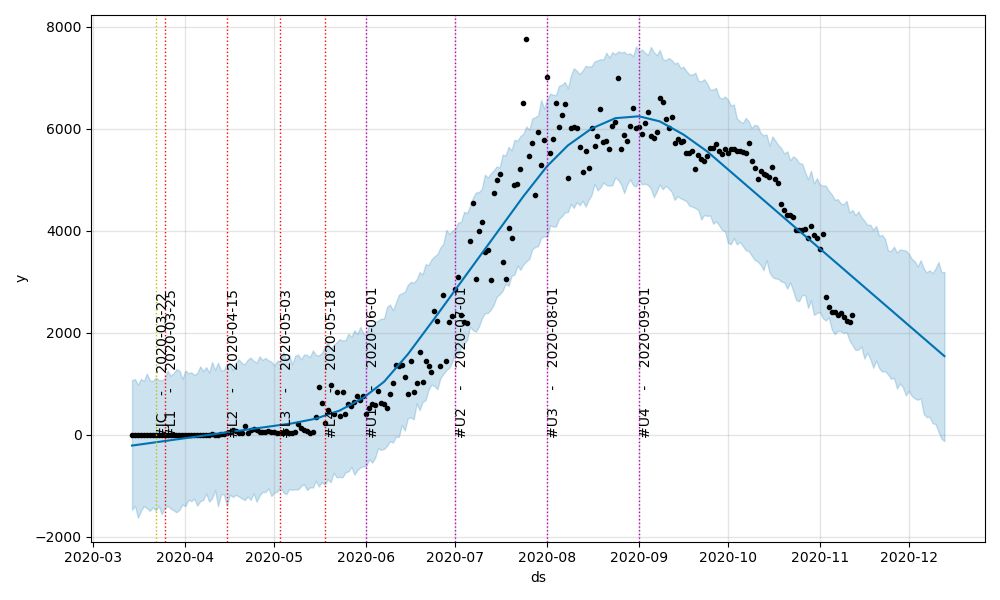 8000
6000
4000
2000
0
−2000
y
#JC - 2020-03-22
#L1 - 2020-03-25
#L2 - 2020-04-15
#L3 - 2020-05-03
#L4 - 2020-05-18
#U1 - 2020-06-01
#U2 - 2020-07-01
#U3 - 2020-08-01
#U4 - 2020-09-01
2020-03 2020-04 2020-05 2020-06 2020-07 2020-08 2020-09 2020-10 2020-11 2020-12
ds